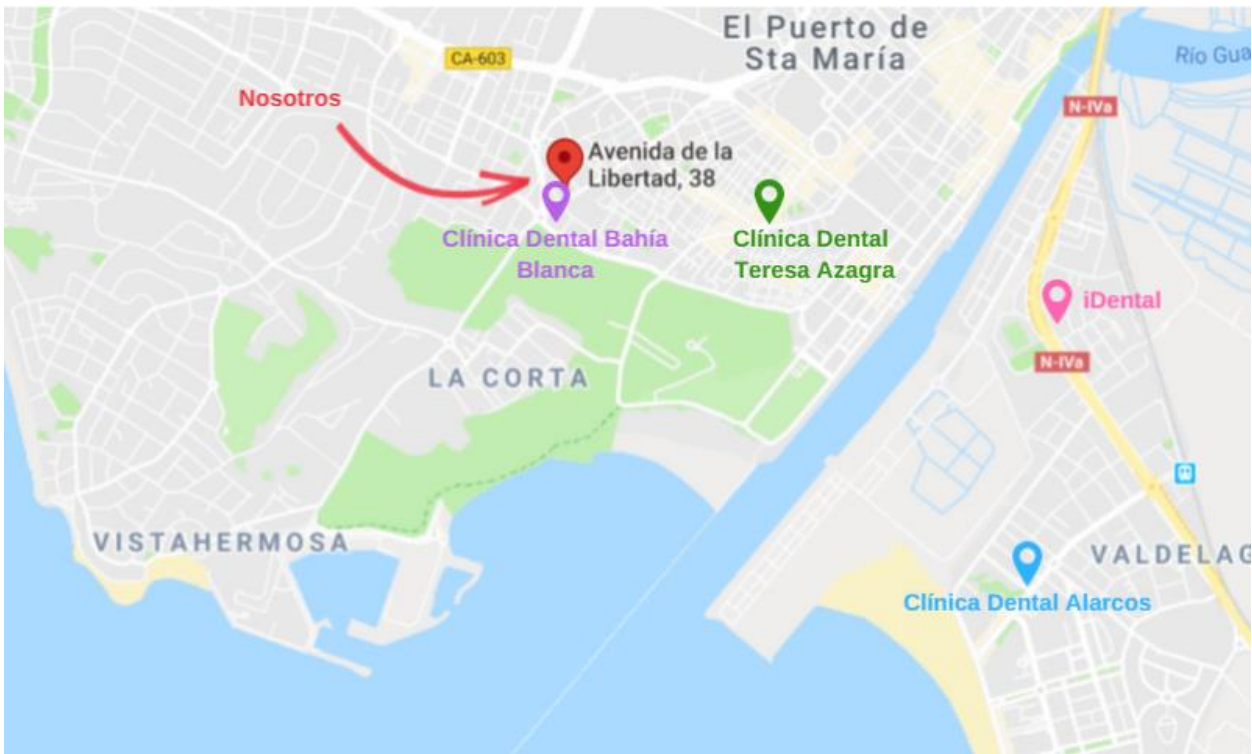 El Puerto de
Sta María
CA-603
Río Gua
Nosotros
N-IVa
Avenida de la
Libertad, 38
Clínica Dental Bahía
Blanca
Clínica Dental
Teresa Azagra
iDental
N-IVa
LA CORTA
VISTAHERMOSA
VALDELAG
Clínica Dental Alarcos